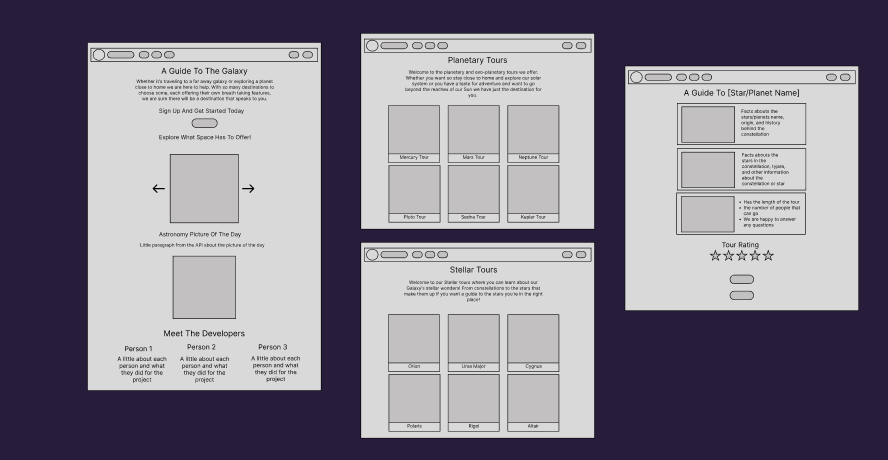 A Guide To The Galaxy
Whether it's traveling to a far away galaxy or exploring a planet
close to home we are here to help. With so many destinations to
choose some, each offering their own breath taking features,
we are sure there will be a destination that speaks to you.
Sign Up And Get Started Today
Explore What Space Has To Offer!
Astronomy Picture Of The Day
Little paragraph from the API about the picture of the day
Meet The Developers
Person 1
A little about each
person and what
they did for the
project
Person 2
A little about each
person and what
they did for the
project
Person 3
A little about each
person and what
they did for the
project
Planetary Tours
Welcome to the planetary and exo-planetary tours we offer.
Whether you want so stay close to home and explore our solar
system or you have a taste for adventure and want to go
beyond the reaches of our Sun we have just the destination for
you.
Mercury Tour
Mars Tour
Neptune Tour
Pluto Tour
Sedna Tour
Kepler Tour
Stellar Tours
Welcome to our Stellar tours where you can learn about our
Galaxy's stellar wonders! From constellations to the stars that
make them up if you want a guide to the stars you're in the right
place!
Orion
Ursa Major
Cygnus
Polaris
Rigel
Altair
A Guide To [Star/Planet Name]
Facts abouts the
stars/planets name,
origin, and history
behind the
constellation
Facts abouts the
stars in the
constellation, types,
and other information
about the
constellation or star
• Has the length of the tour
• the number of people that
can go
• We are happy to answer
any questions
Tour Rating